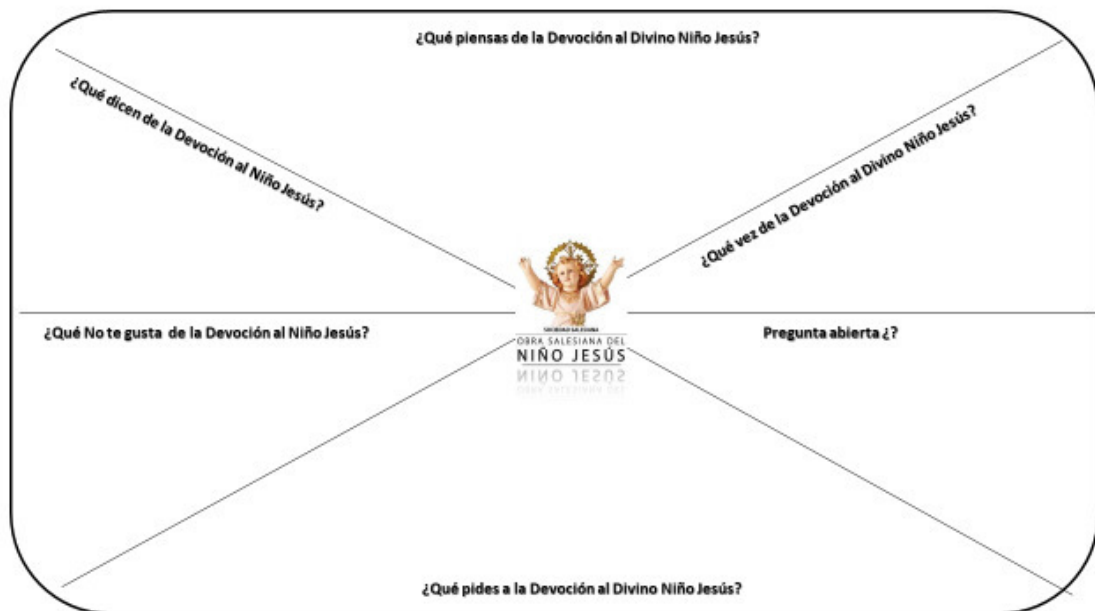 ¿Qué piensas de la Devoción al Divino Niño Jesús?
¿Qué dicen de la Devoción al Niño Jesús?
¿Qué vez de la Devoción al Divino Niño Jesús?
SOCIEDAD SALESIANA
OBRA SALESIANA DEL
NIÑO JESÚS
¿Qué No te gusta de la Devoción al Niño Jesús?
Pregunta abierta ¿?
¿Qué pides a la Devoción al Divino Niño Jesús?